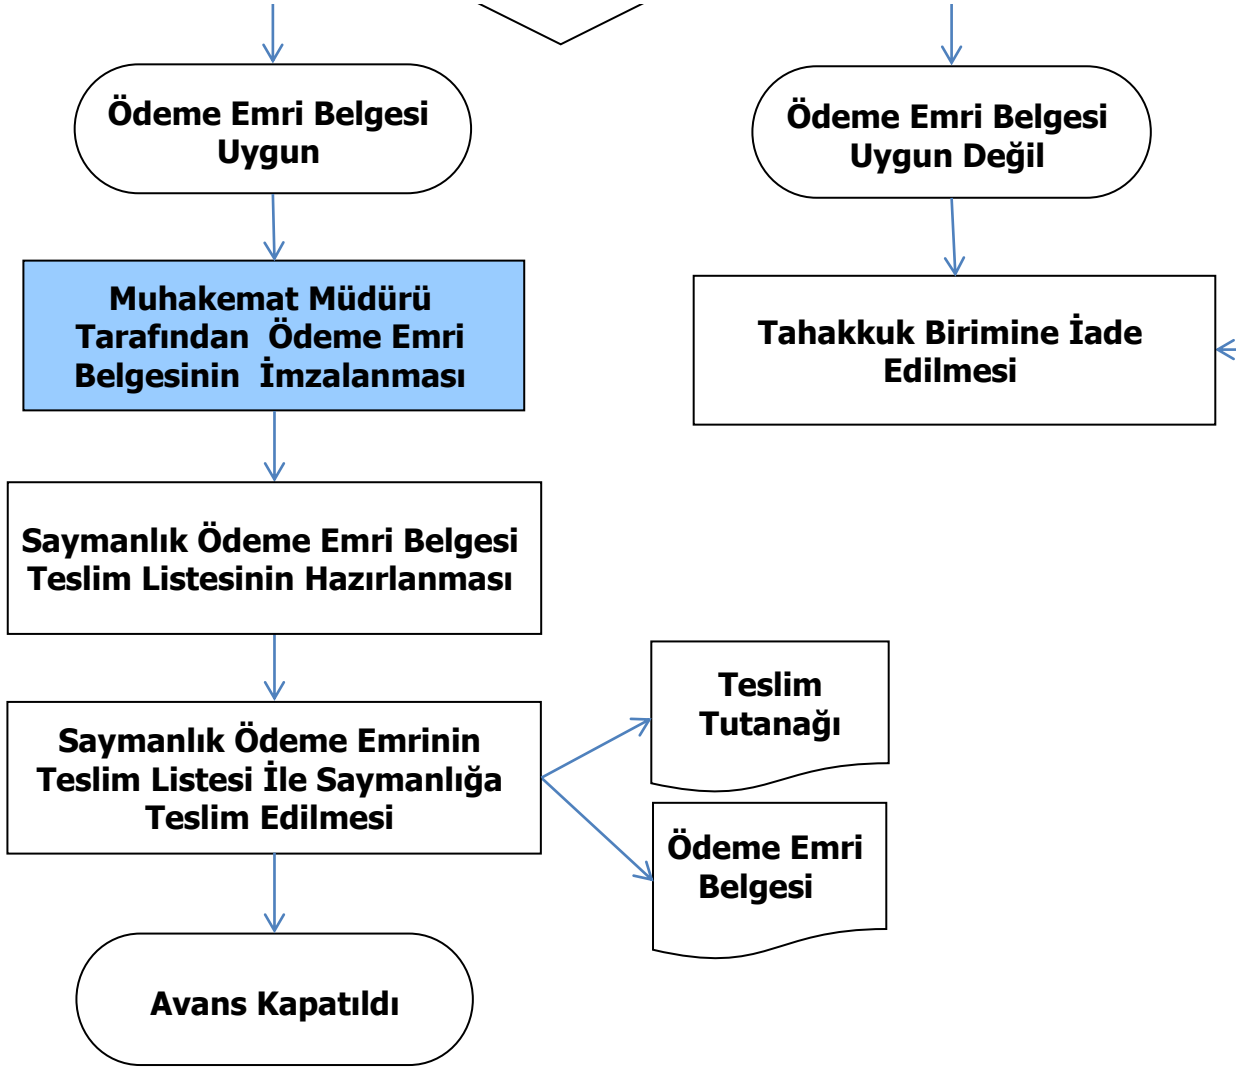 Ödeme Emri Belgesi
Uygun
Ödeme Emri Belgesi
Uygun Değil
Muhakemat Müdürü
Tarafından Ödeme Emri
Belgesinin İmzalanması
Tahakkuk Birimine İade
Edilmesi
Saymanlık Ödeme Emri Belgesi
Teslim Listesinin Hazırlanması
Saymanlık Ödeme Emrinin
Teslim Listesi İle Saymanlığa
Teslim Edilmesi
Teslim
Tutanağı
Ödeme Emri
Belgesi
Avans Kapatıldı